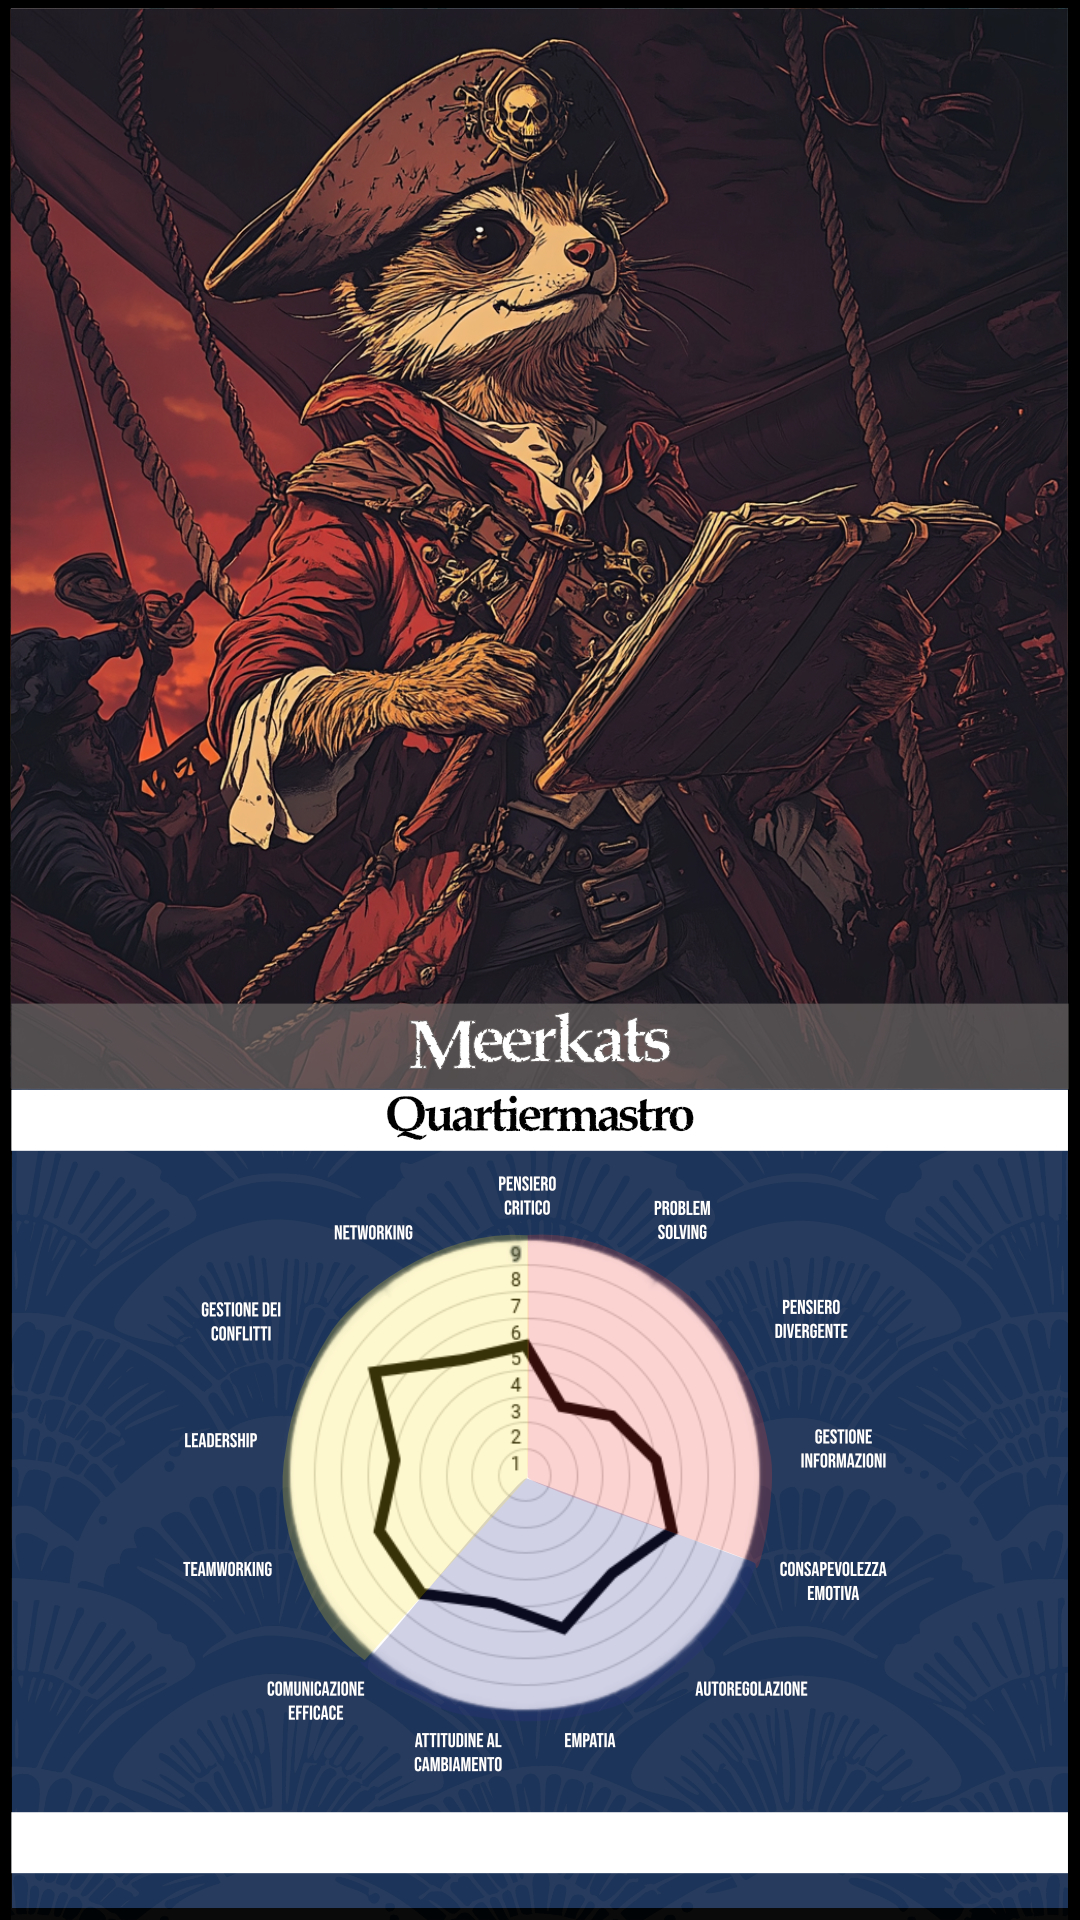 Meerkats
Quartiermastro
PENSIERO
CRITICO
PROBLEM
SOLVING
NETWORKING
PENSIERO
DIVERGENTE
GESTIONE DEI
CONFLITTI
GESTIONE
INFORMAZIONI
LEADERSHIP
CONSAPEVOLEZZA
EMOTIVA
TEAMWORKING
AUTOREGOLAZIONE
COMUNICAZIONE
EFFICACE
EMPATIA
ATTITUDINE AL
CAMBIAMENTO
9
8
7
6
5
4
3
2
1